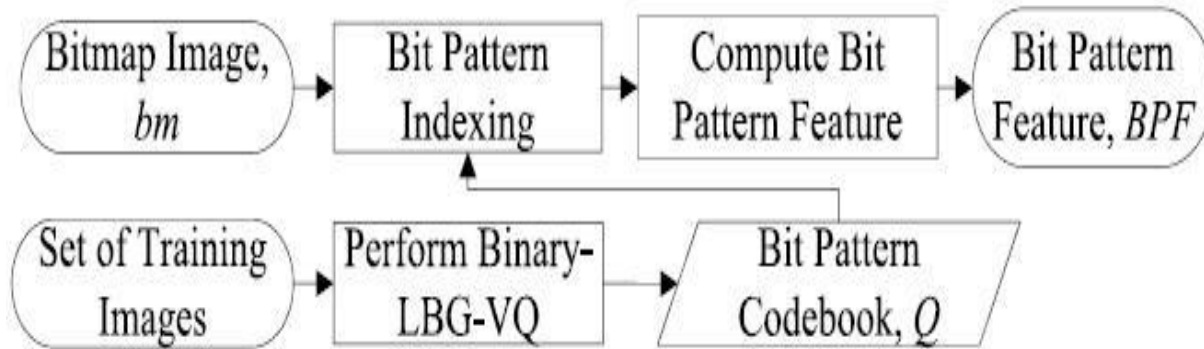 Bitmap Image,
bm
Bit Pattern
Indexing
Compute Bit
Pattern Feature
Bit Pattern
Feature, BPF
Set of Training
Images
Perform Binary-
LBG-VQ
Bit Pattern
Codebook, Q